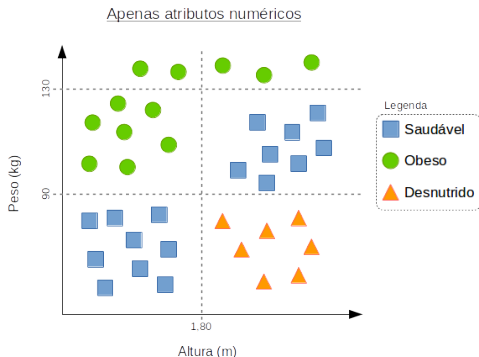 Apenas atributos numéricos
130
90
Peso (kg)
1,80
Altura (m)
Legenda
Saudável
Obeso
Desnutrido